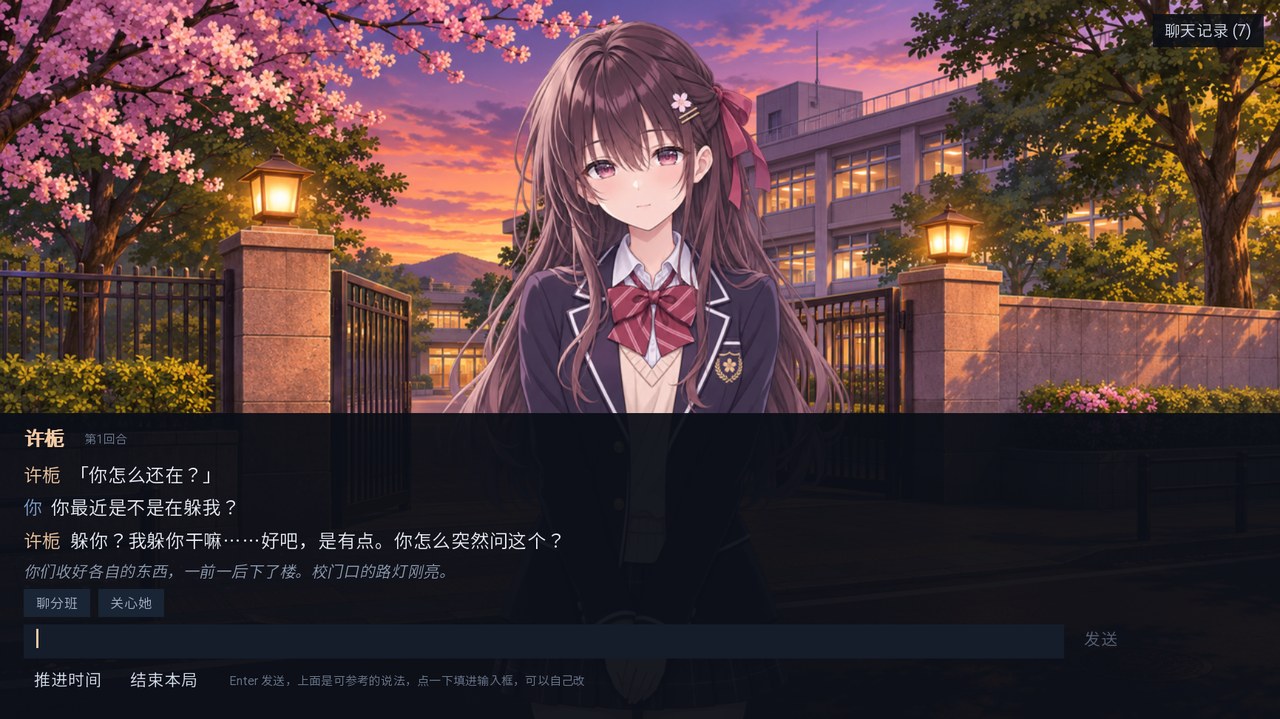 聊天记录 (7)
许栀 第1回合
许栀 「你怎么还在？」
你 你最近是不是在躲我？
许栀 躲你？我躲你干嘛……好吧，是有点。你怎么突然问这个？
你们收好各自的东西，一前一后下了楼。校门口的路灯刚亮。
聊分班 关心她
发送
推进时间 结束本局 Enter 发送，上面是可参考的说法，点一下填进输入框，可以自己改